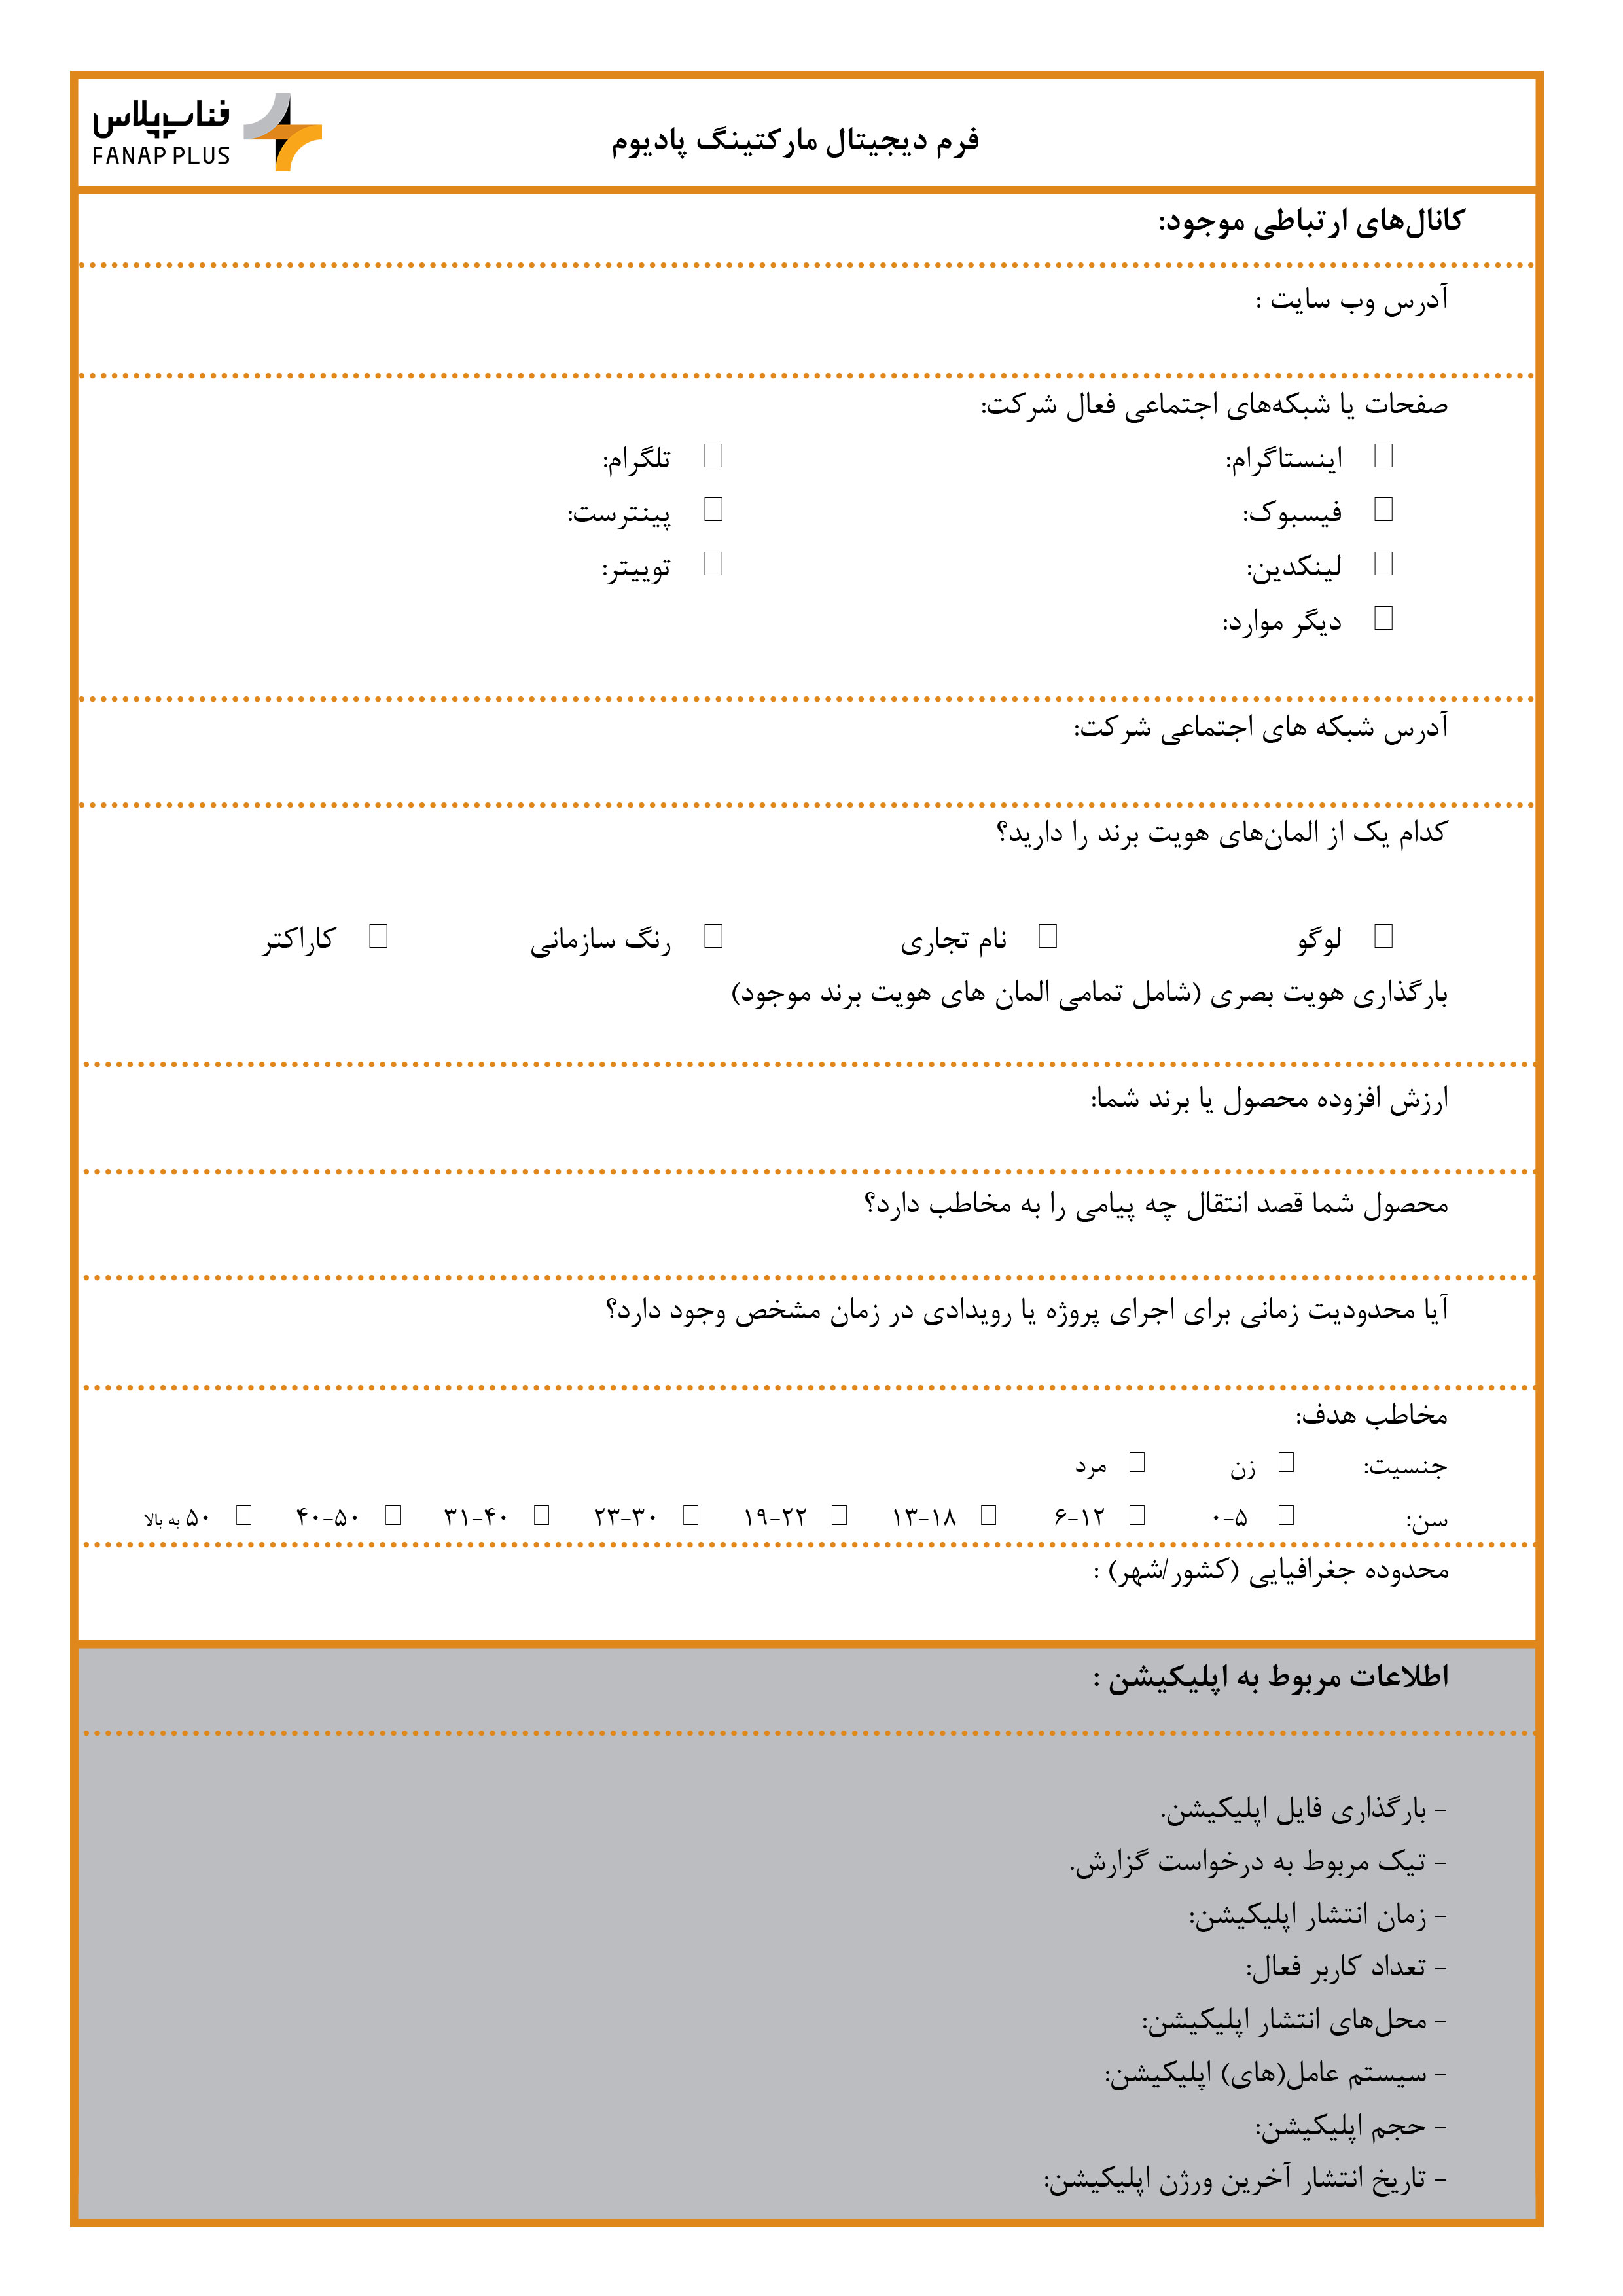 فرم دیجیتال مارکتینگ پادیوم
فناپ‌پلاس
FANAP PLUS
کانال‌های ارتباطی موجود:
آدرس وب سایت :
صفحات یا شبکه‌های اجتماعی فعال شرکت:
اینستاگرام: تلگرام:
فیسبوک: پینترست:
لینکدین: توییتر:
دیگر موارد:
آدرس شبکه های اجتماعی شرکت:
کدام یک از المان‌های هویت برند را دارید؟
لوگو نام تجاری رنگ سازمانی کاراکتر
بارگذاری هویت بصری (شامل تمامی المان های هویت برند موجود)
ارزش افزوده محصول یا برند شما:
محصول شما قصد انتقال چه پیامی را به مخاطب دارد؟
آیا محدودیت زمانی برای اجرای پروژه یا رویدادی در زمان مشخص وجود دارد؟
مخاطب هدف:
جنسیت: زن مرد
سن: ۰-۵ ۶-۱۲ ۱۳-۱۸ ۱۹-۲۲ ۲۳-۳۰ ۳۱-۴۰ ۴۰-۵۰ ۵۰ به بالا
محدوده جغرافیایی (کشور/شهر) :
اطلاعات مربوط به اپلیکیشن :
- بارگذاری فایل اپلیکیشن.
- تیک مربوط به درخواست گزارش.
- زمان انتشار اپلیکیشن:
- تعداد کاربر فعال:
- محل‌های انتشار اپلیکیشن:
- سیستم عامل(های) اپلیکیشن:
- حجم اپلیکیشن:
- تاریخ انتشار آخرین ورژن اپلیکیشن: